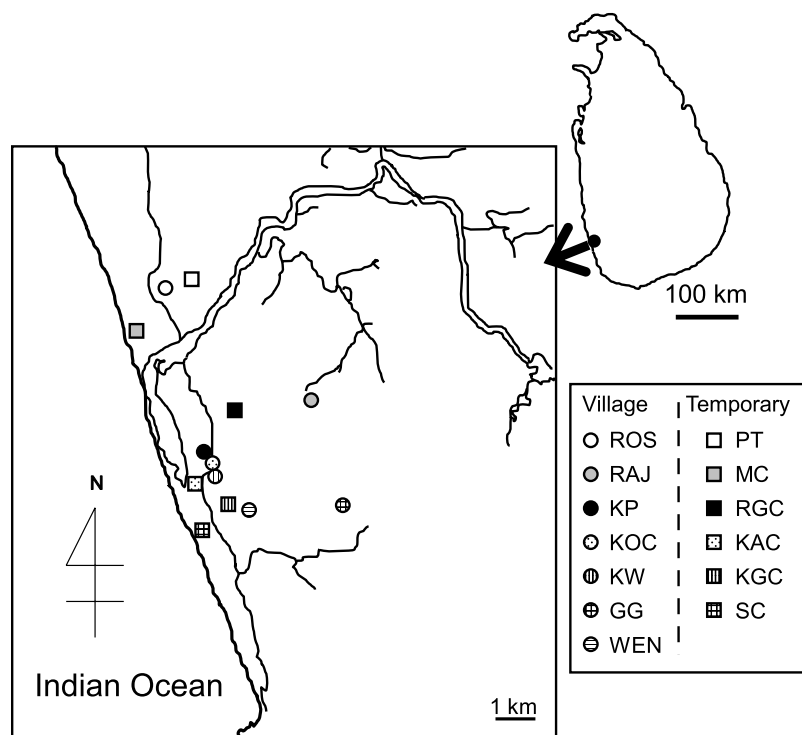 100 km
Village Temporary
ROS PT
RAJ MC
KP RGC
KOC KAC
KW KGC
GG SC
WEN
N
Indian Ocean
1 km